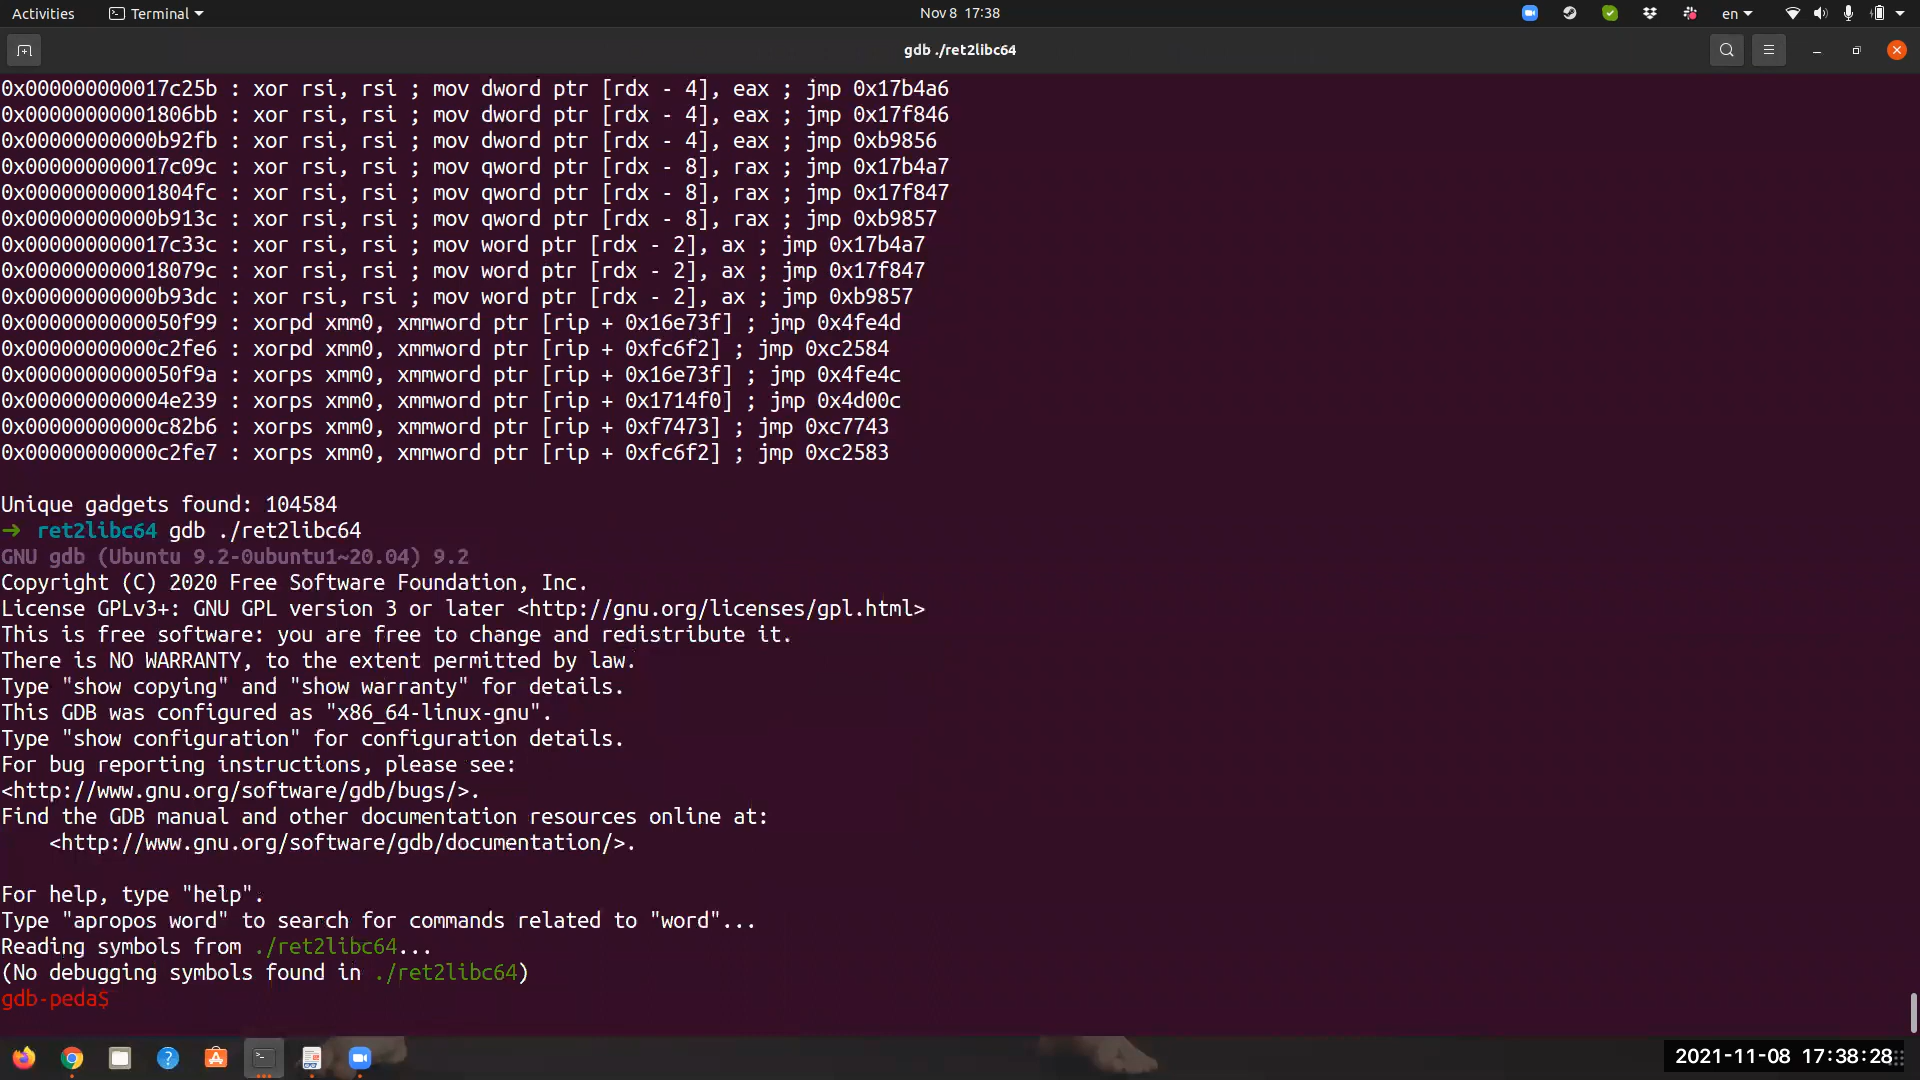 Activities
Terminal
Nov 8 17:38
en
gdb ./ret2libc64
0x000000000017c25b : xor rsi, rsi ; mov dword ptr [rdx - 4], eax ; jmp 0x17b4a6
0x00000000001806bb : xor rsi, rsi ; mov dword ptr [rdx - 4], eax ; jmp 0x17f846
0x00000000000b92fb : xor rsi, rsi ; mov dword ptr [rdx - 4], eax ; jmp 0xb9856
0x000000000017c09c : xor rsi, rsi ; mov qword ptr [rdx - 8], rax ; jmp 0x17b4a7
0x00000000001804fc : xor rsi, rsi ; mov qword ptr [rdx - 8], rax ; jmp 0x17f847
0x00000000000b913c : xor rsi, rsi ; mov qword ptr [rdx - 8], rax ; jmp 0xb9857
0x000000000017c33c : xor rsi, rsi ; mov word ptr [rdx - 2], ax ; jmp 0x17b4a7
0x000000000018079c : xor rsi, rsi ; mov word ptr [rdx - 2], ax ; jmp 0x17f847
0x00000000000b93dc : xor rsi, rsi ; mov word ptr [rdx - 2], ax ; jmp 0xb9857
0x0000000000050f99 : xorpd xmm0, xmmword ptr [rip + 0x16e73f] ; jmp 0x4fe4d
0x00000000000c2fe6 : xorpd xmm0, xmmword ptr [rip + 0xfc6f2] ; jmp 0xc2584
0x0000000000050f9a : xorps xmm0, xmmword ptr [rip + 0x16e73f] ; jmp 0x4fe4c
0x000000000004e239 : xorps xmm0, xmmword ptr [rip + 0x1714f0] ; jmp 0x4d00c
0x00000000000c82b6 : xorps xmm0, xmmword ptr [rip + 0xf7473] ; jmp 0xc7743
0x00000000000c2fe7 : xorps xmm0, xmmword ptr [rip + 0xfc6f2] ; jmp 0xc2583
Unique gadgets found: 104584
➜ ret2libc64 gdb ./ret2libc64
GNU gdb (Ubuntu 9.2-0ubuntu1~20.04) 9.2
Copyright (C) 2020 Free Software Foundation, Inc.
License GPLv3+: GNU GPL version 3 or later <http://gnu.org/licenses/gpl.html>
This is free software: you are free to change and redistribute it.
There is NO WARRANTY, to the extent permitted by law.
Type "show copying" and "show warranty" for details.
This GDB was configured as "x86_64-linux-gnu".
Type "show configuration" for configuration details.
For bug reporting instructions, please see:
<http://www.gnu.org/software/gdb/bugs/>.
Find the GDB manual and other documentation resources online at:
<http://www.gnu.org/software/gdb/documentation/>.
For help, type "help".
Type "apropos word" to search for commands related to "word"...
Reading symbols from ./ret2libc64...
(No debugging symbols found in ./ret2libc64)
gdb-peda$
2021-11-08 17:38:28